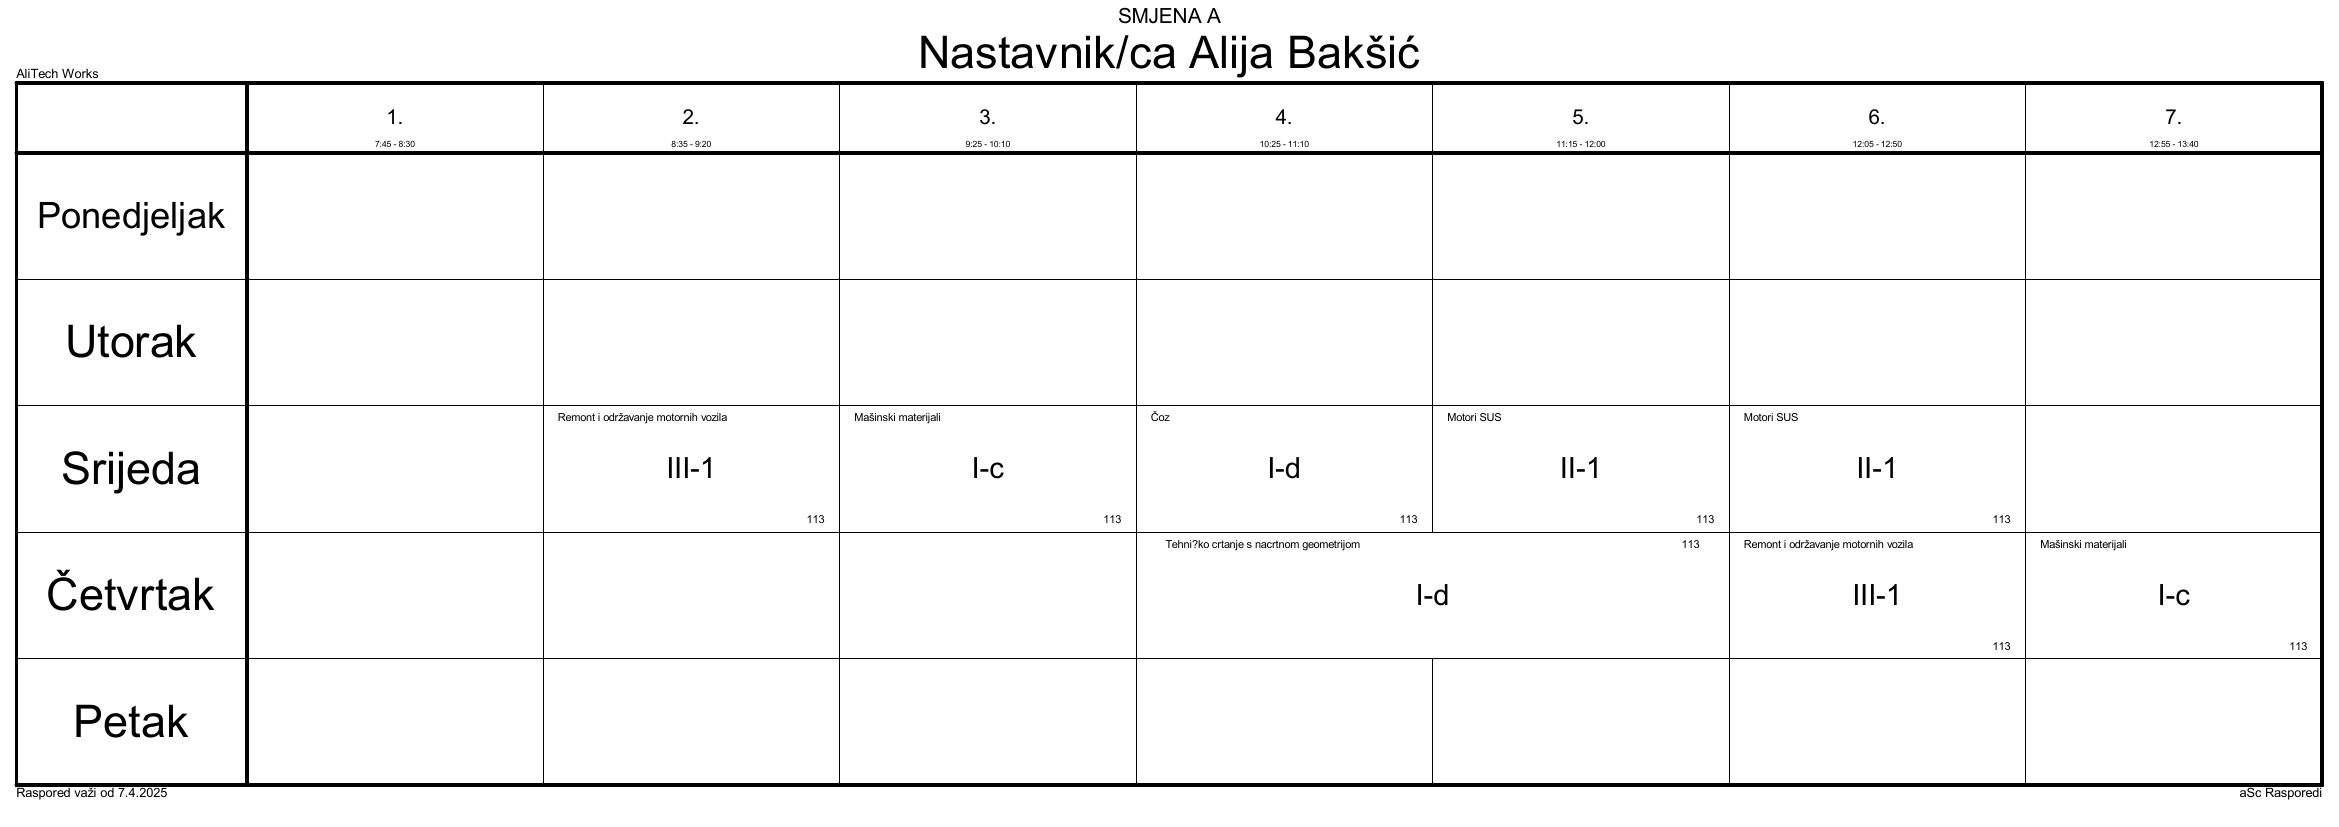 SMJENA A
Nastavnik/ca Alija Bakšić
AliTech Works
1. 2. 3. 4. 5. 6. 7.
7:45 - 8:30 8:35 - 9:20 9:25 - 10:10 10:25 - 11:10 11:15 - 12:00 12:05 - 12:50 12:55 - 13:40
Ponedjeljak
Utorak
Remont i održavanje motornih vozila Mašinski materijali Čoz Motori SUS Motori SUS
Srijeda III-1 I-c I-d II-1 II-1
113 113 113 113 113
Tehni?ko crtanje s nacrtnom geometrijom 113 Remont i održavanje motornih vozila Mašinski materijali
Četvrtak I-d III-1 I-c
113 113
Petak
Raspored važi od 7.4.2025 aSc Rasporedi